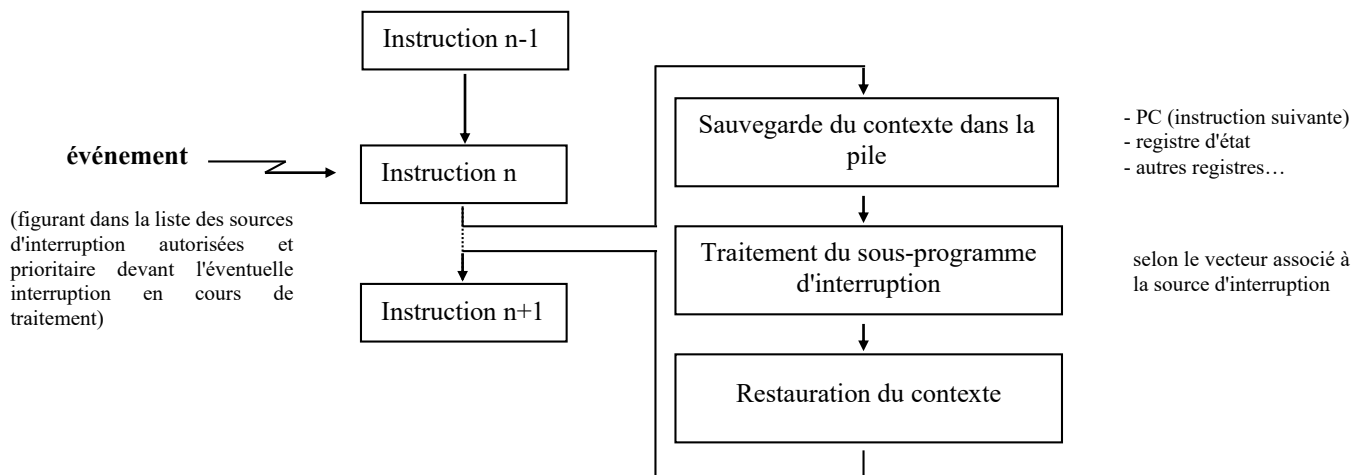 Instruction n-1
événement
(figurant dans la liste des sources
d'interruption autorisées et
prioritaire devant l'éventuelle
interruption en cours de
traitement)
Instruction n
Instruction n+1
Sauvegarde du contexte dans la
pile
- PC (instruction suivante)
- registre d'état
- autres registres…
Traitement du sous-programme
d'interruption
selon le vecteur associé à
la source d'interruption
Restauration du contexte